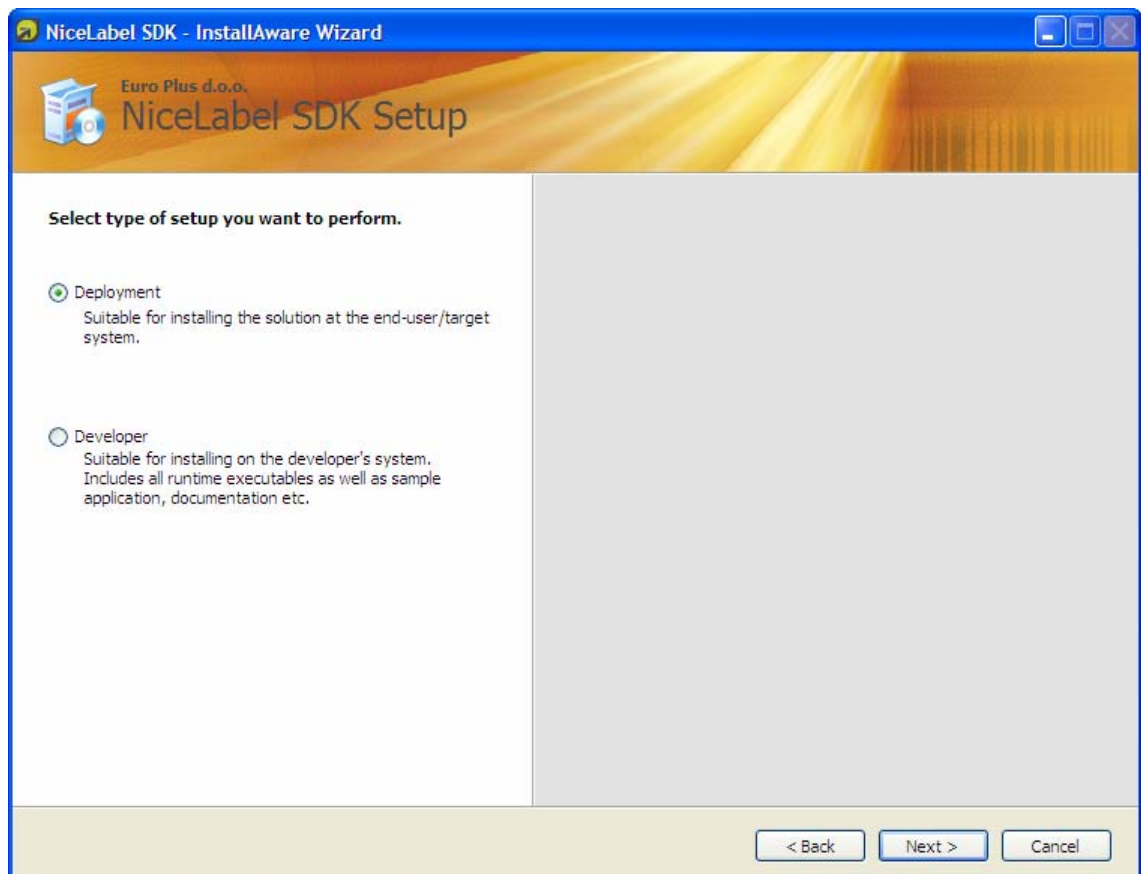 NiceLabel SDK - InstallAware Wizard
Euro Plus d.o.o.
NiceLabel SDK Setup
Select type of setup you want to perform.
Deployment
Suitable for installing the solution at the end-user/target
system.
Developer
Suitable for installing on the developer's system.
Includes all runtime executables as well as sample
application, documentation etc.
< Back
Next >
Cancel